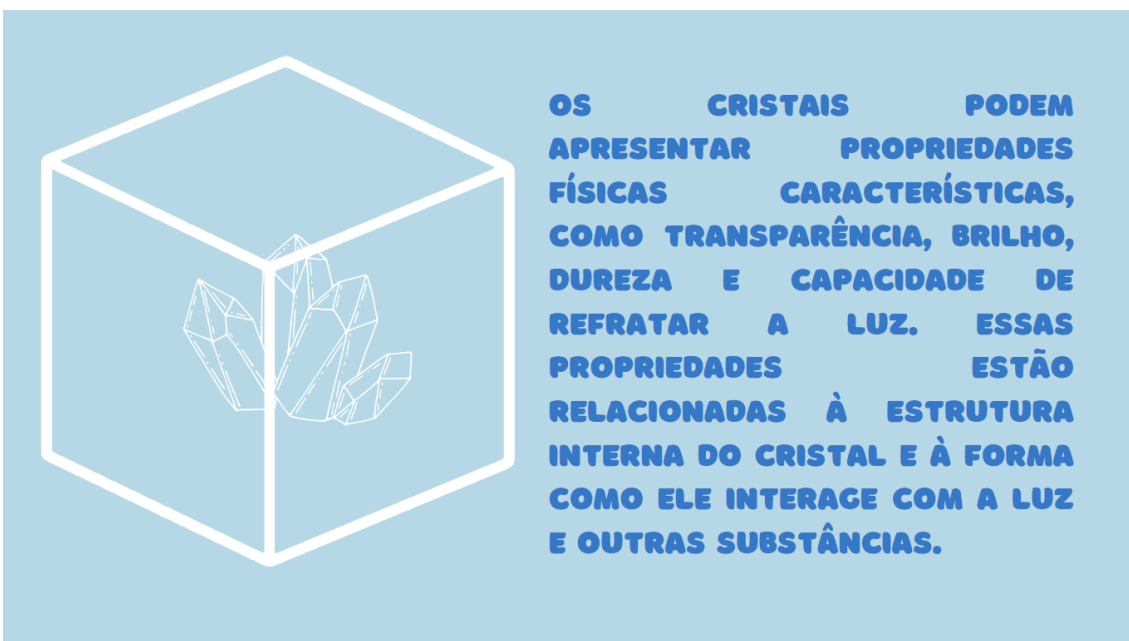 OS CRISTAIS PODEM
APRESENTAR PROPRIEDADES
FÍSICAS CARACTERÍSTICAS,
COMO TRANSPARÊNCIA, BRILHO,
DUREZA E CAPACIDADE DE
REFRATAR A LUZ. ESSAS
PROPRIEDADES ESTÃO
RELACIONADAS À ESTRUTURA
INTERNA DO CRISTAL E À FORMA
COMO ELE INTERAGE COM A LUZ
E OUTRAS SUBSTÂNCIAS.